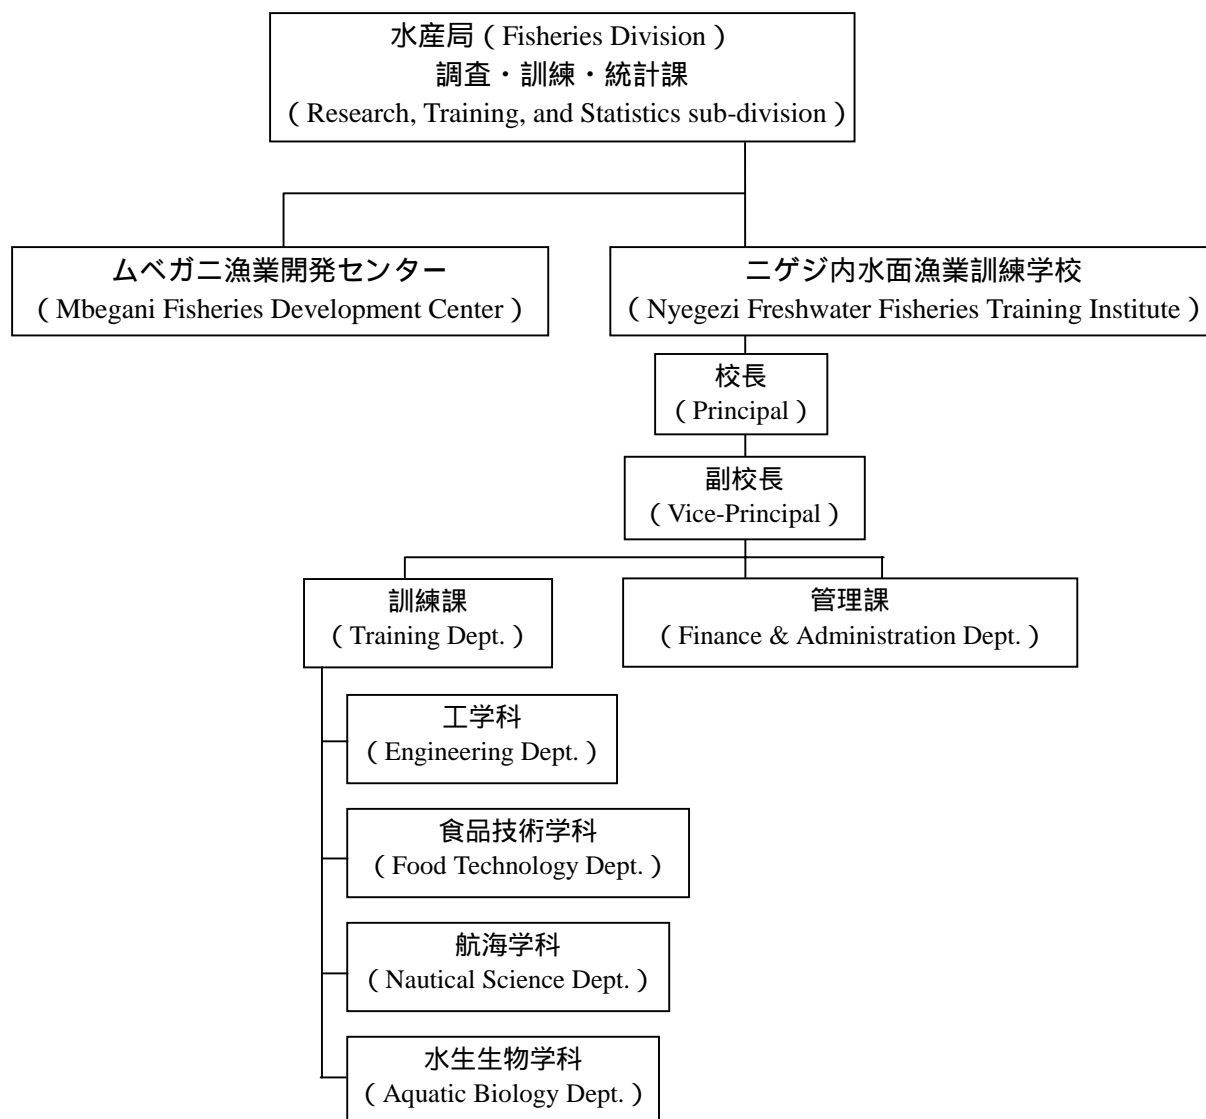 水産局（Fisheries Division）
調査・訓練・統計課
（Research, Training, and Statistics sub-division）
ムベガニ漁業開発センター
（Mbegani Fisheries Development Center）
ニゲジ内水面漁業訓練学校
（Nyegezi Freshwater Fisheries Training Institute）
校長
（Principal）
副校長
（Vice-Principal）
訓練課
（Training Dept.）
管理課
（Finance & Administration Dept.）
工学科
（Engineering Dept.）
食品技術学科
（Food Technology Dept.）
航海学科
（Nautical Science Dept.）
水生生物学科
（Aquatic Biology Dept.）